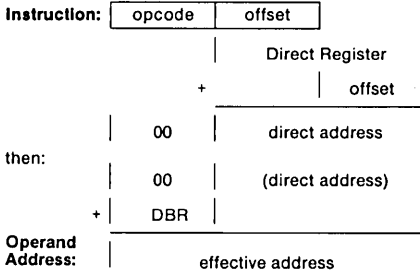 Instruction: opcode offset
Direct Register
+ offset
00 direct address
then:
00 (direct address)
+ DBR
Operand
Address: effective address